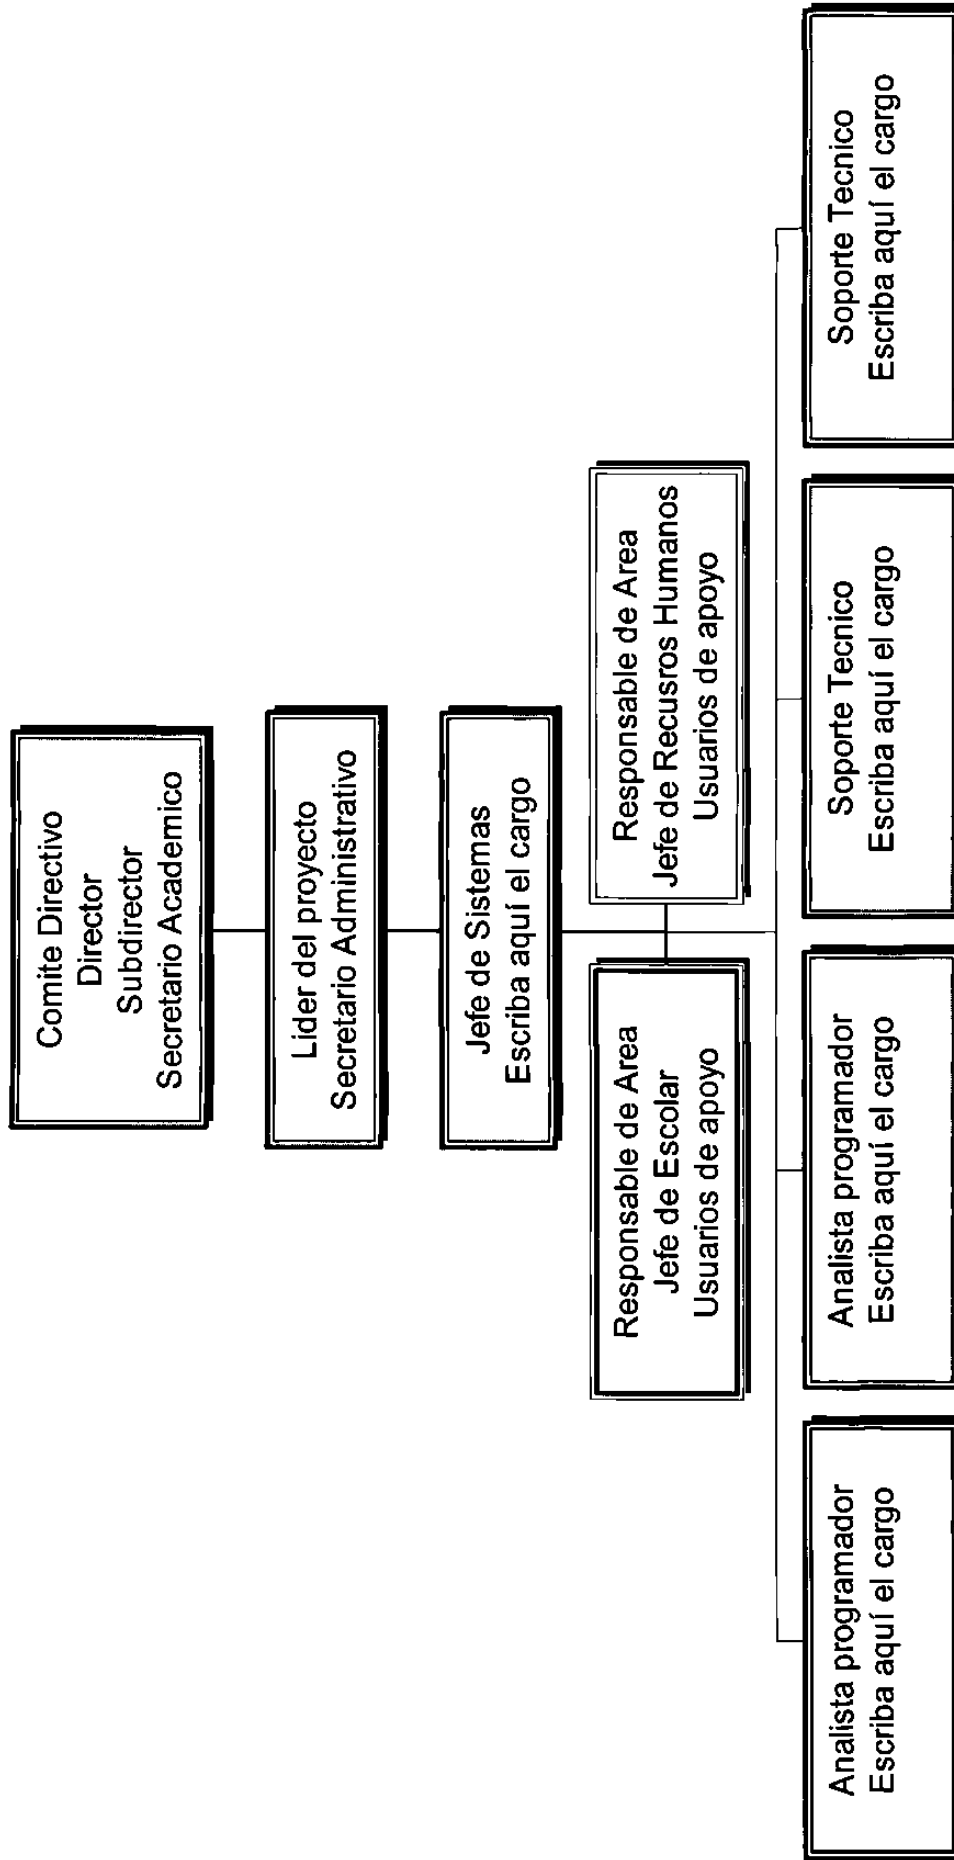 Comite Directivo
Director
Subdirector
Secretario Academico
Lider del proyecto
Secretario Administrativo
Jefe de Sistemas
Escriba aquí el cargo
Responsable de Area
Jefe de Escolar
Usuarios de apoyo
Responsable de Area
Jefe de Recusros Humanos
Usuarios de apoyo
Analista programador
Escriba aquí el cargo
Analista programador
Escriba aquí el cargo
Soporte Tecnico
Escriba aquí el cargo
Soporte Tecnico
Escriba aquí el cargo